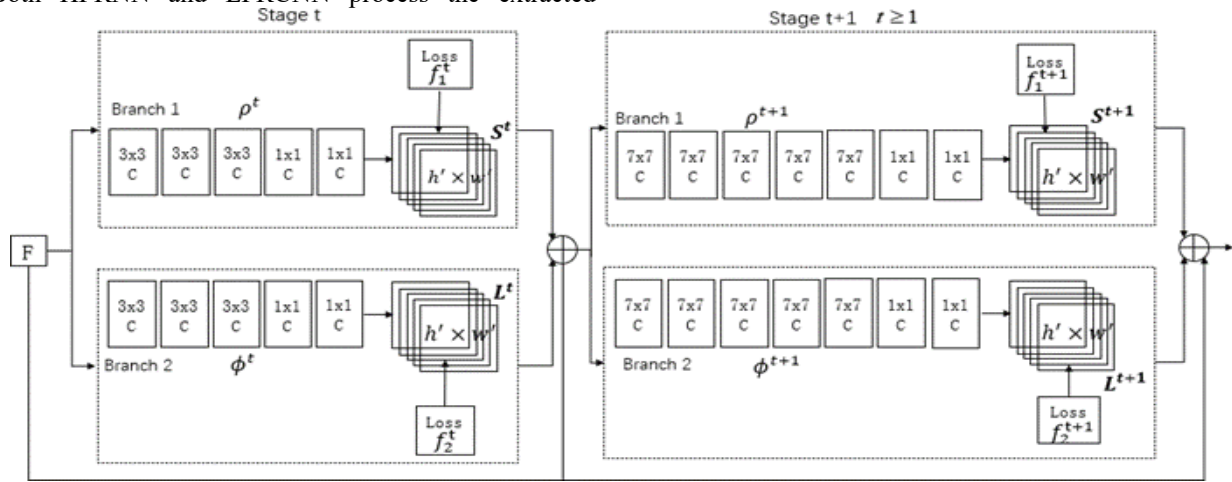 Stage t
Stage t+1 t ≥ 1
Loss
f₁ᵗ
Loss
f₁ᵗ⁺¹
Branch 1 ρᵗ
Sᵗ
Branch 1 ρᵗ⁺¹
Sᵗ⁺¹
3x3 3x3 3x3 1x1 1x1
C C C C C
h′ × w′
7x7 7x7 7x7 7x7 7x7 1x1 1x1
C C C C C C C
h′ × w′
F
3x3 3x3 3x3 1x1 1x1
C C C C C
Lᵗ
h′ × w′
7x7 7x7 7x7 7x7 7x7 1x1 1x1
C C C C C C C
h′ × w′
Branch 2 ϕᵗ
Branch 2 ϕᵗ⁺¹
Lᵗ⁺¹
Loss
f₂ᵗ
Loss
f₂ᵗ⁺¹